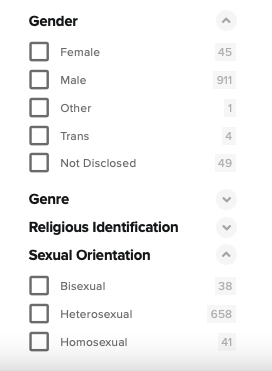 Gender
Female 45
Male 911
Other 1
Trans 4
Not Disclosed 49
Genre
Religious Identification
Sexual Orientation
Bisexual 38
Heterosexual 658
Homosexual 41